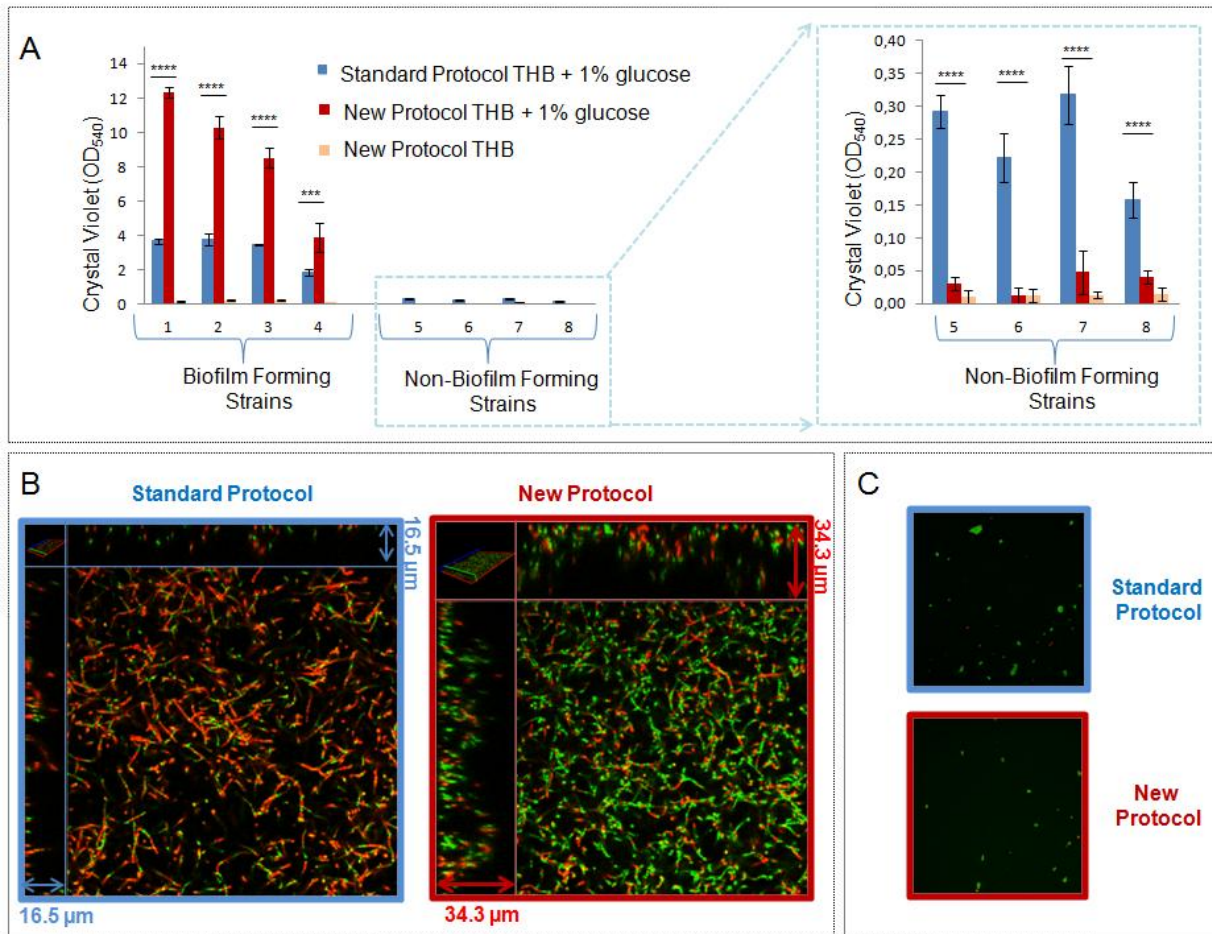 A
Crystal Violet (OD540)
14
12
10
8
6
4
2
0
****
****
****
***
Standard Protocol THB + 1% glucose
New Protocol THB + 1% glucose
New Protocol THB
1 2 3 4 5 6 7 8
Biofilm Forming
Strains
Non-Biofilm Forming
Strains
Crystal Violet (OD540)
0,40
0,35
0,30
0,25
0,20
0,15
0,10
0,05
0,00
****
****
****
****
5 6 7 8
Non-Biofilm Forming
Strains
B
Standard Protocol
16.5 µm
16.5 µm
New Protocol
34.3 µm
34.3 µm
C
Standard
Protocol
New
Protocol